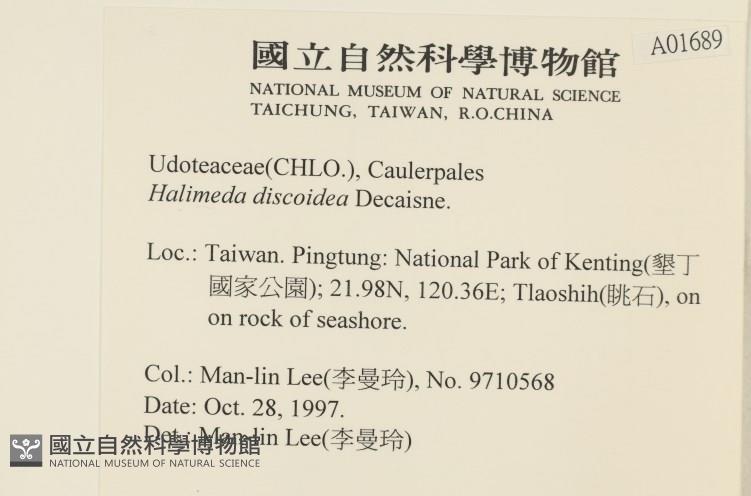 國立自然科學博物館
A01689
NATIONAL MUSEUM OF NATURAL SCIENCE
TAICHUNG, TAIWAN, R.O.CHINA
Udoteaceae(CHLO.), Caulerpales
Halimeda discoidea Decaisne.
Loc.: Taiwan. Pingtung: National Park of Kenting(墾丁
國家公園); 21.98N, 120.36E; Tlaoshih(眺石), on
on rock of seashore.
Col.: Man-lin Lee(李曼玲), No. 9710568
Date: Oct. 28, 1997.
Det.: Man-lin Lee(李曼玲)
國立自然科學博物館
NATIONAL MUSEUM OF NATURAL SCIENCE